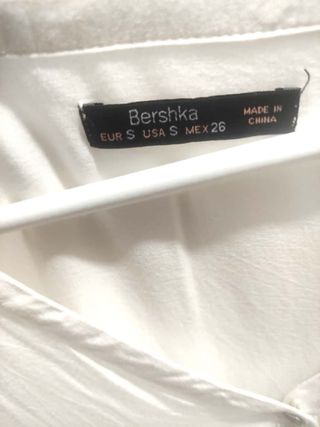 Bershka
EUR S USA S MEX 26
MADE IN
CHINA